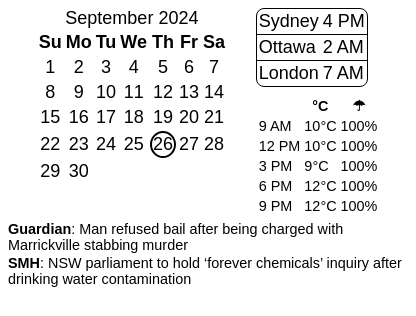 September 2024
Su Mo Tu We Th Fr Sa
1 2 3 4 5 6 7
8 9 10 11 12 13 14
15 16 17 18 19 20 21
22 23 24 25 26 27 28
29 30
Sydney 4 PM
Ottawa 2 AM
London 7 AM
°C ☂
9 AM 10°C 100%
12 PM 10°C 100%
3 PM 9°C 100%
6 PM 12°C 100%
9 PM 12°C 100%
Guardian: Man refused bail after being charged with
Marrickville stabbing murder
SMH: NSW parliament to hold ‘forever chemicals’ inquiry after
drinking water contamination